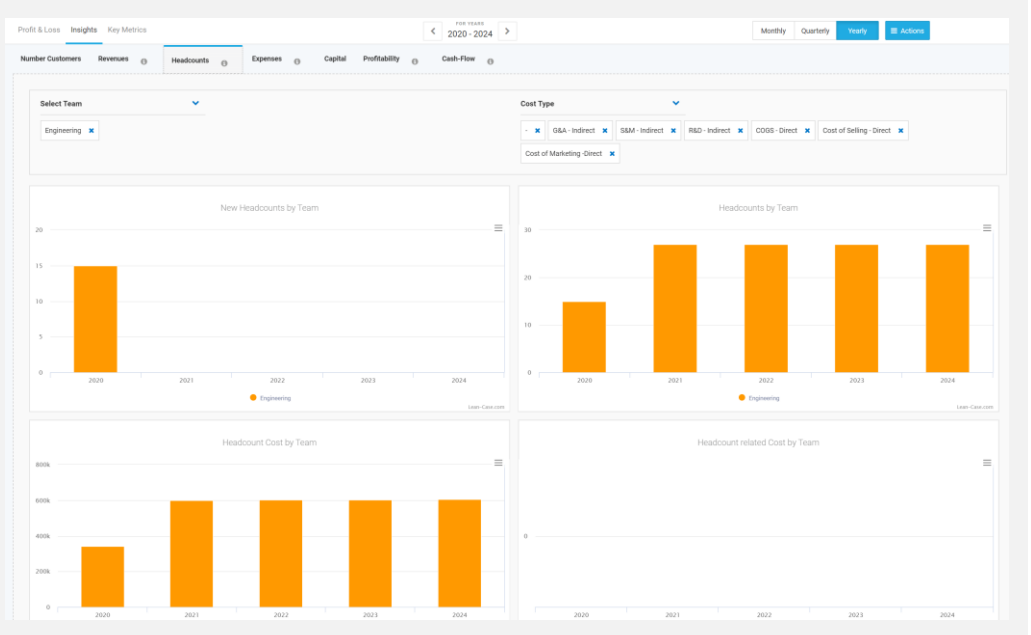 Profit & Loss Insights Key Metrics
FOR YEARS
2020 - 2024
Monthly Quarterly Yearly Actions
Number Customers Revenues Headcounts Expenses Capital Profitability Cash-Flow
Select Team
Engineering
Cost Type
- G&A - Indirect S&M - Indirect R&D - Indirect COGS - Direct Cost of Selling - Direct
Cost of Marketing -Direct
New Headcounts by Team
20
15
10
5
0
2020 2021 2022 2023 2024
Engineering
Lean-Case.com
Headcounts by Team
30
20
10
0
2020 2021 2022 2023 2024
Engineering
Lean-Case.com
Headcount Cost by Team
800k
600k
400k
200k
0
2020 2021 2022 2023 2024
Headcount related Cost by Team
0
2020 2021 2022 2023 2024